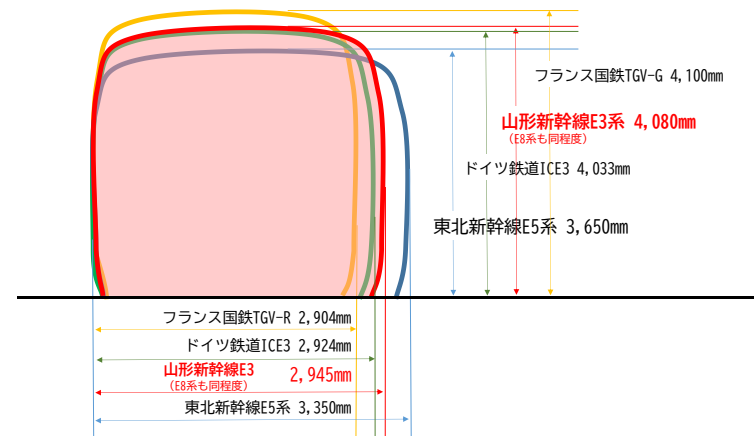 フランス国鉄TGV-G 4,100mm
山形新幹線E3系 4,080mm
(E8系も同程度)
ドイツ鉄道ICE3 4,033mm
東北新幹線E5系 3,650mm
フランス国鉄TGV-R 2,904mm
ドイツ鉄道ICE3 2,924mm
山形新幹線E3 2,945mm
(E8系も同程度)
東北新幹線E5系 3,350mm